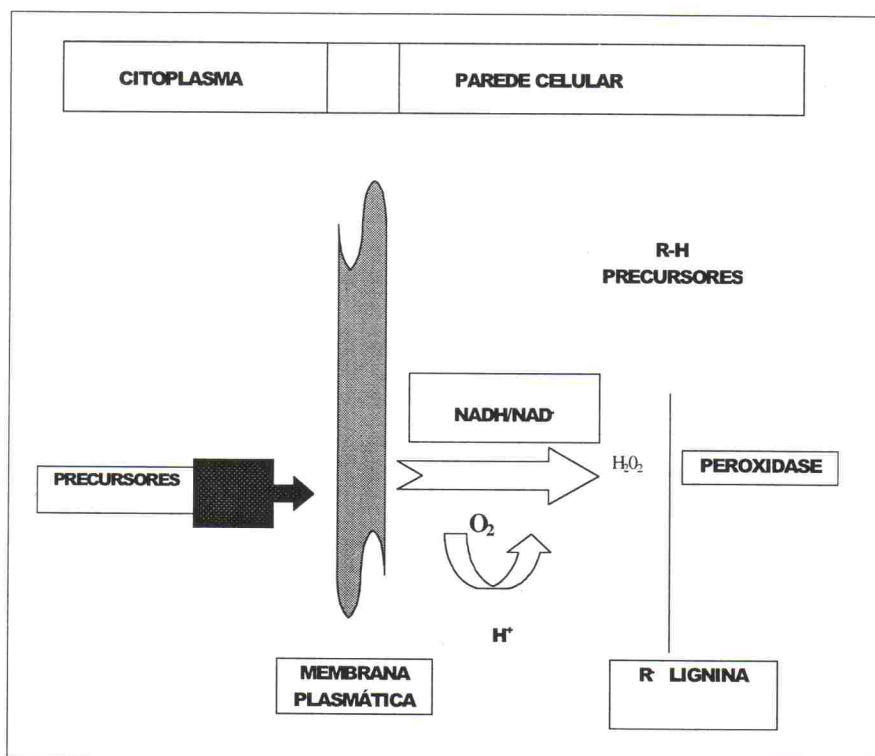 CITOPLASMA
PAREDE CELULAR
R-H
PRECURSORES
NADH/NAD-
H₂O₂
PEROXIDASE
PRECURSORES
O₂
H⁺
MEMBRANA
PLASMÁTICA
R- LIGNINA